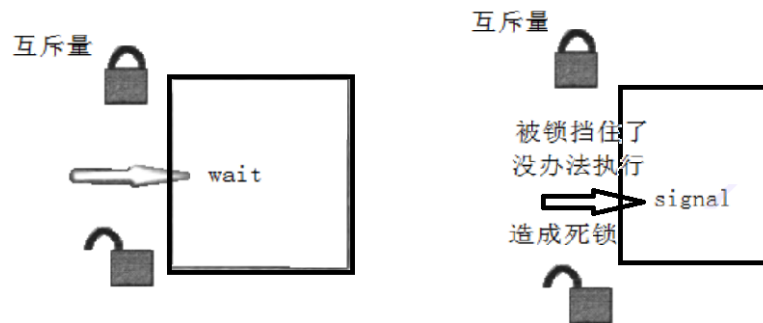 互斥量
wait
互斥量
被锁挡住了
没办法执行
signal
造成死锁